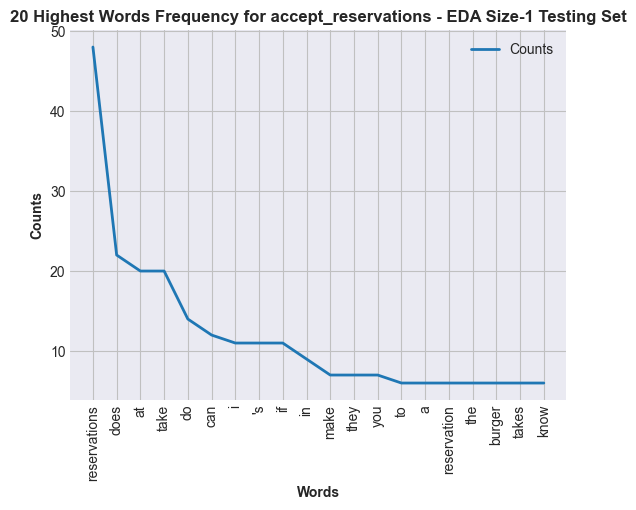 20 Highest Words Frequency for accept_reservations - EDA Size-1 Testing Set
Counts
50
40
30
20
10
Counts
reservations
does
at
take
do
can
i
's
if
in
make
they
you
to
a
reservation
the
burger
takes
know
Words